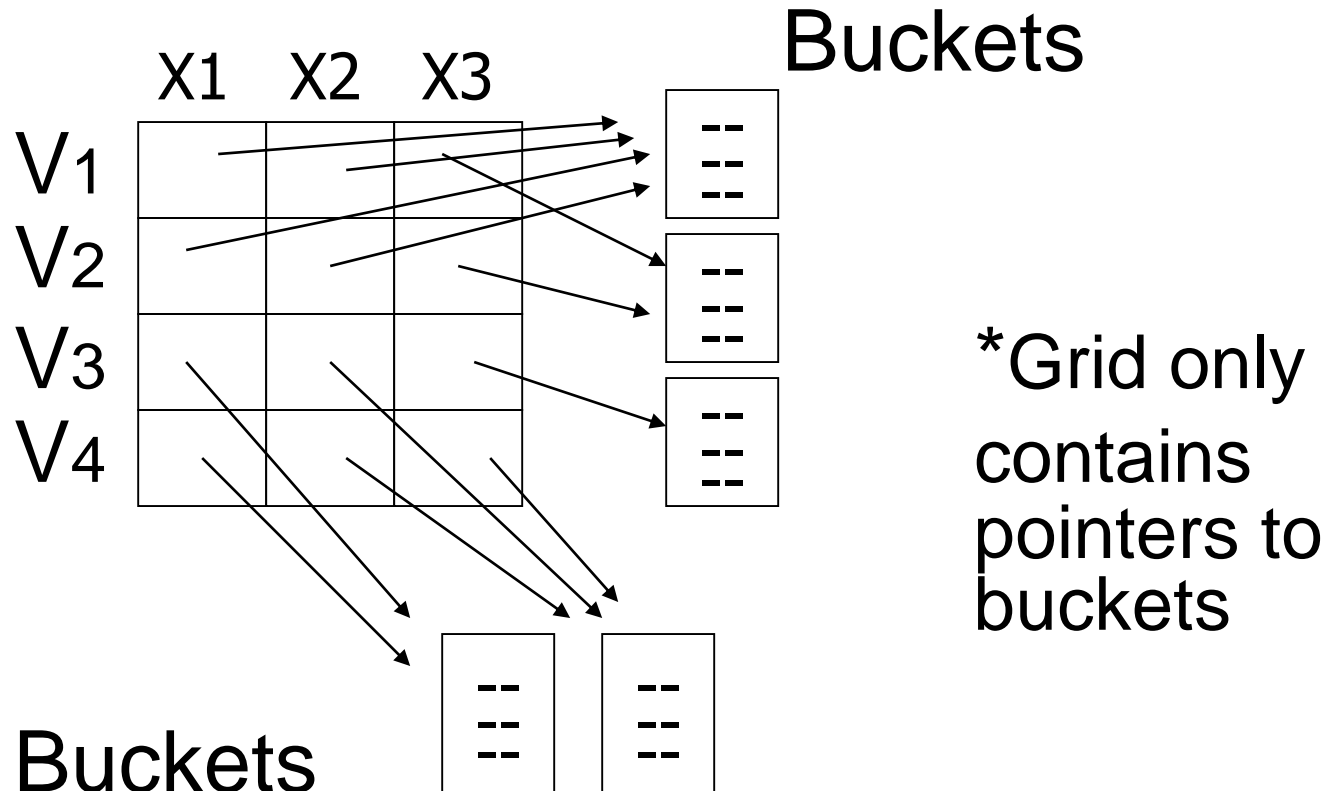 Buckets
X1 X2 X3
V1
V2
V3
V4
--
--
--
--
--
--
--
--
--
*Grid only
contains
pointers to
buckets
-- --
-- --
-- --
Buckets